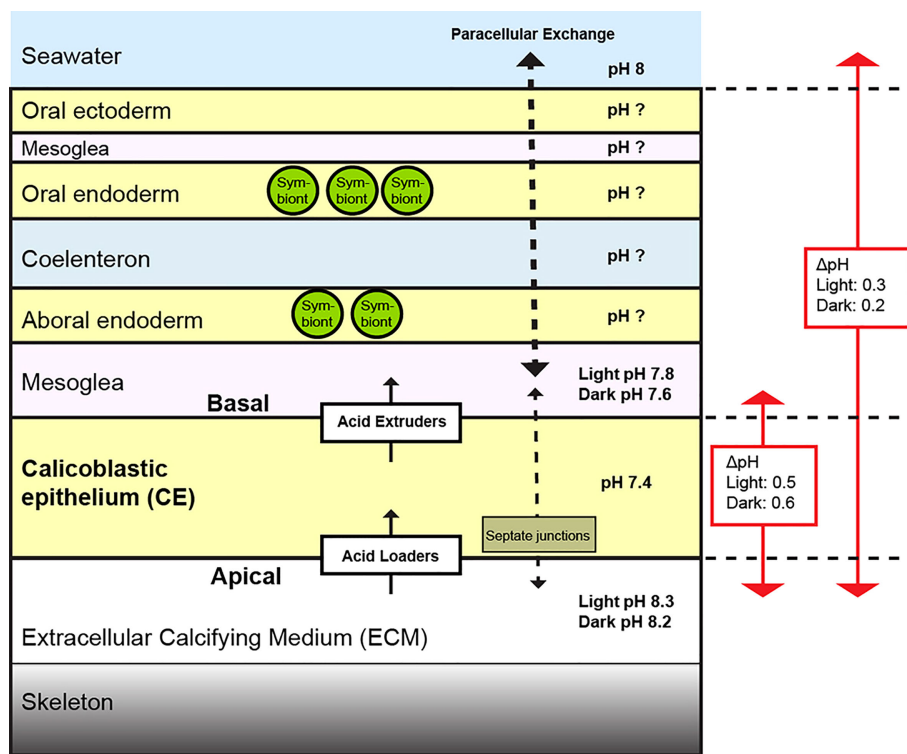 Paracellular Exchange
Seawater
pH 8
Oral ectoderm
pH ?
Mesoglea
pH ?
Oral endoderm
Sym-
biont
Sym-
biont
Sym-
biont
pH ?
Coelenteron
pH ?
Aboral endoderm
Sym-
biont
Sym-
biont
pH ?
Mesoglea
Light pH 7.8
Dark pH 7.6
Basal
Acid Extruders
Calicoblastic
epithelium (CE)
pH 7.4
Septate junctions
Acid Loaders
Apical
Light pH 8.3
Dark pH 8.2
Extracellular Calcifying Medium (ECM)
Skeleton
ΔpH
Light: 0.5
Dark: 0.6
ΔpH
Light: 0.3
Dark: 0.2